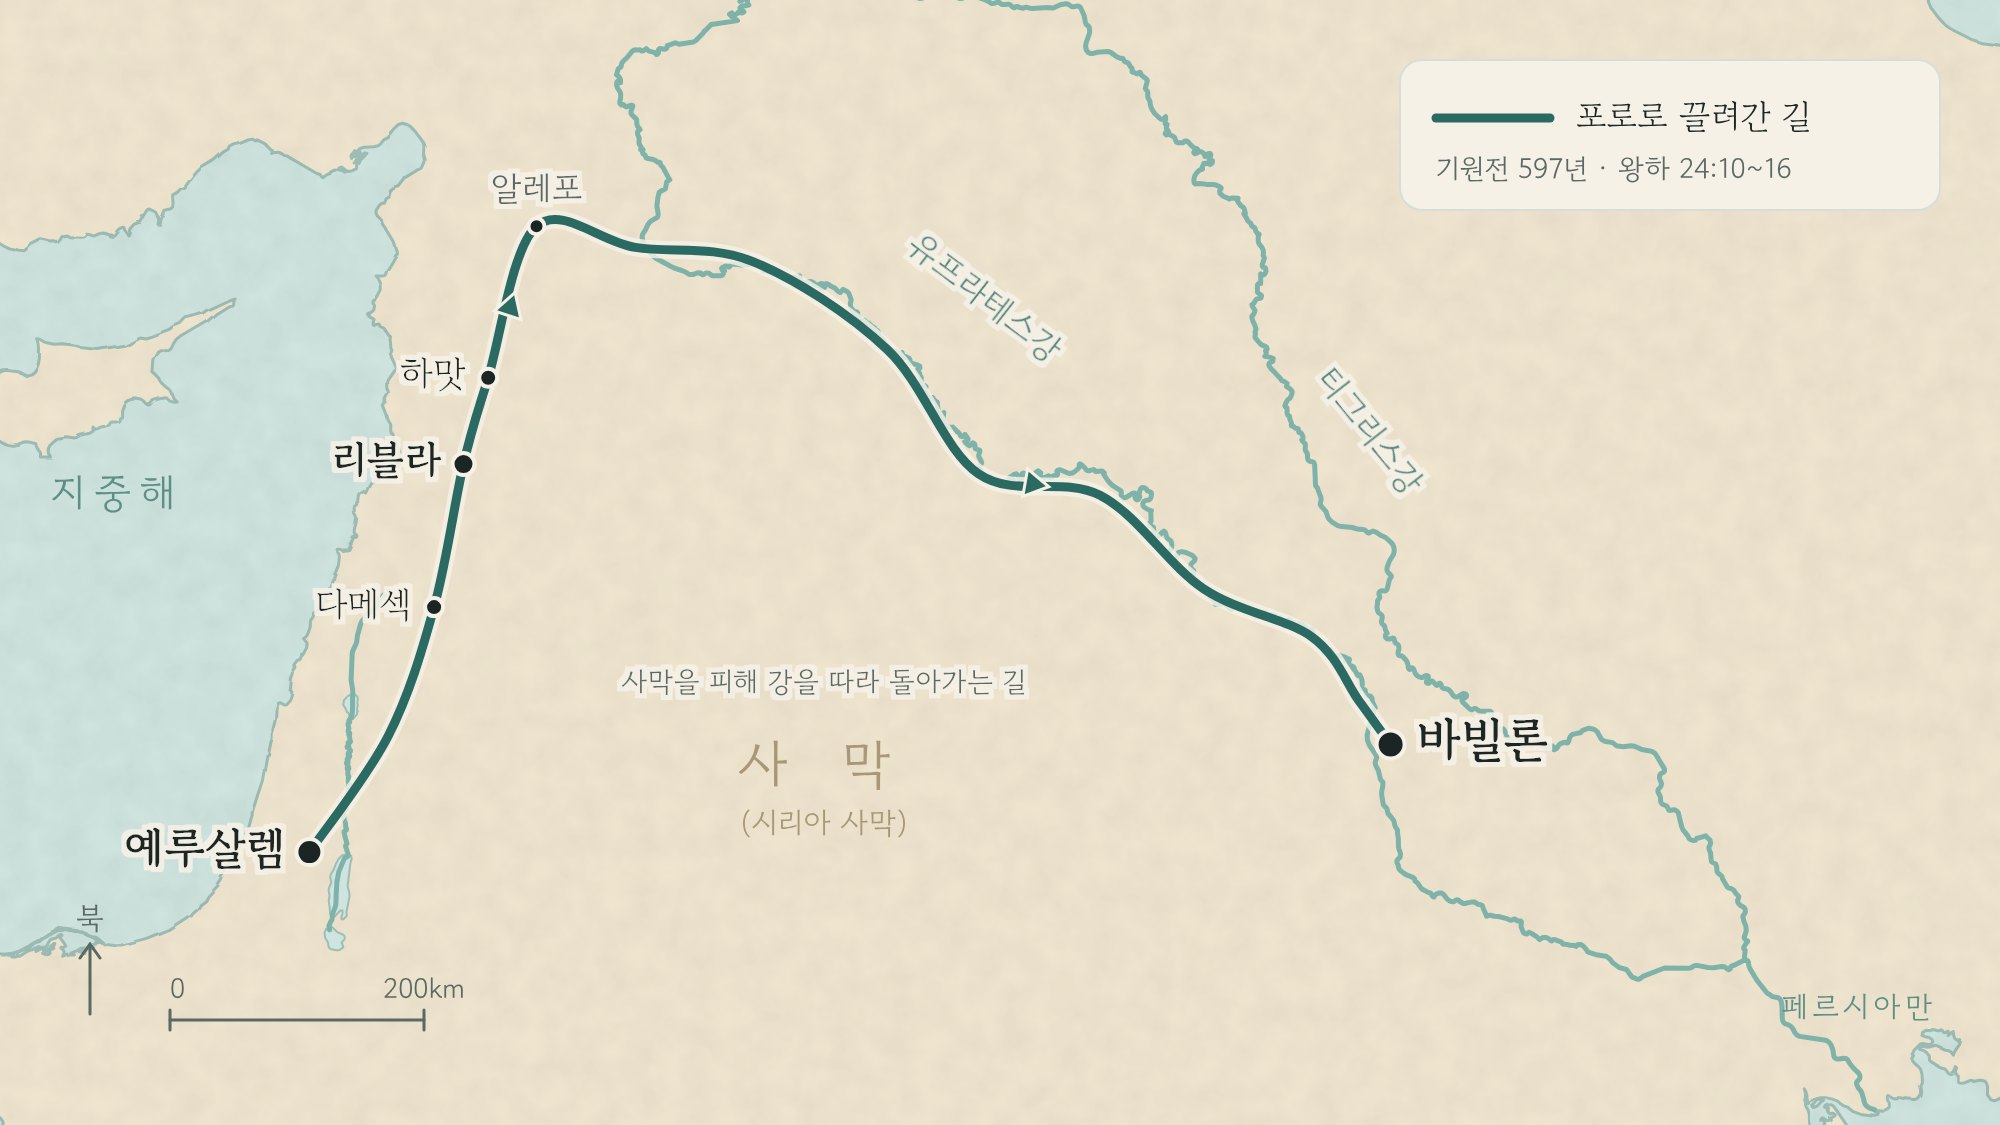 포로로 끌려간 길
기원전 597년 · 왕하 24:10~16
알레포
유프라테스강
하맛
티그리스강
리블라
지중해
다메섹
사막을 피해 강을 따라 돌아가는 길
바빌론
사 막
(시리아 사막)
예루살렘
북
0 200km
페르시아만